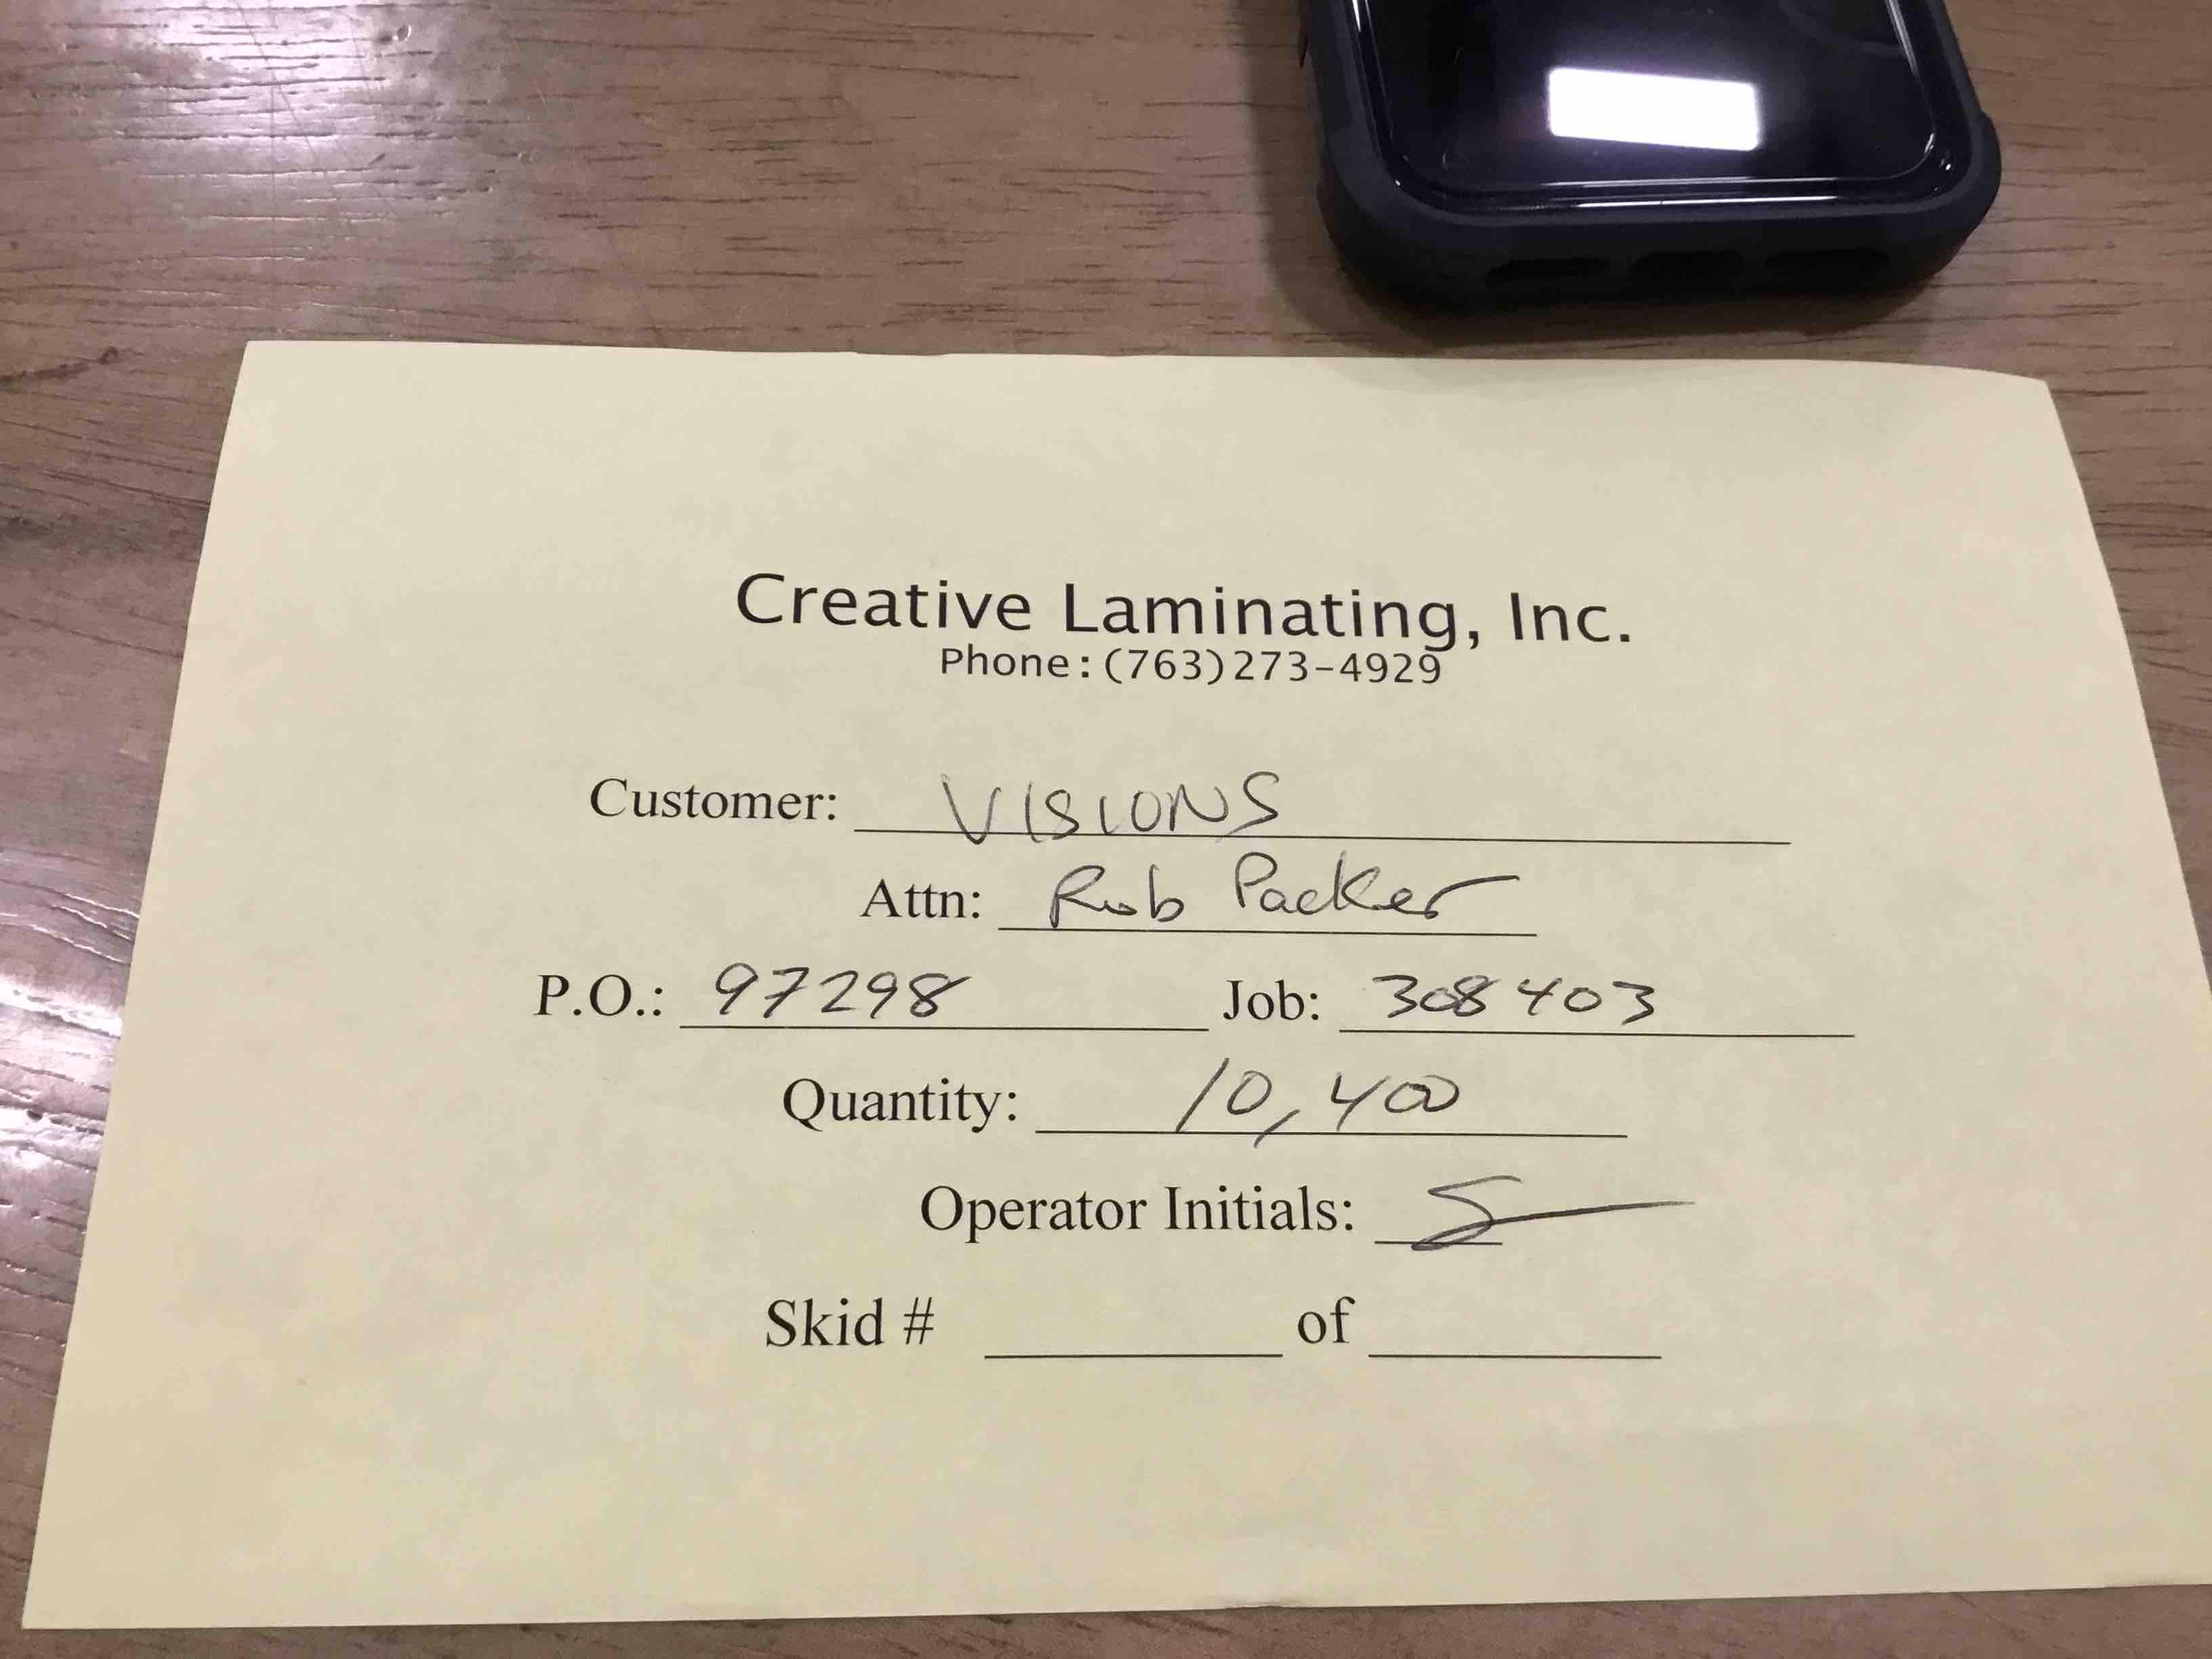 Creative Laminating, Inc.
Phone:(763)273-4929
Customer: VISIONS
Attn: Rob Packer
P.O.: 97298 Job: 308403
Quantity: 10,400
Operator Initials: S
Skid # of